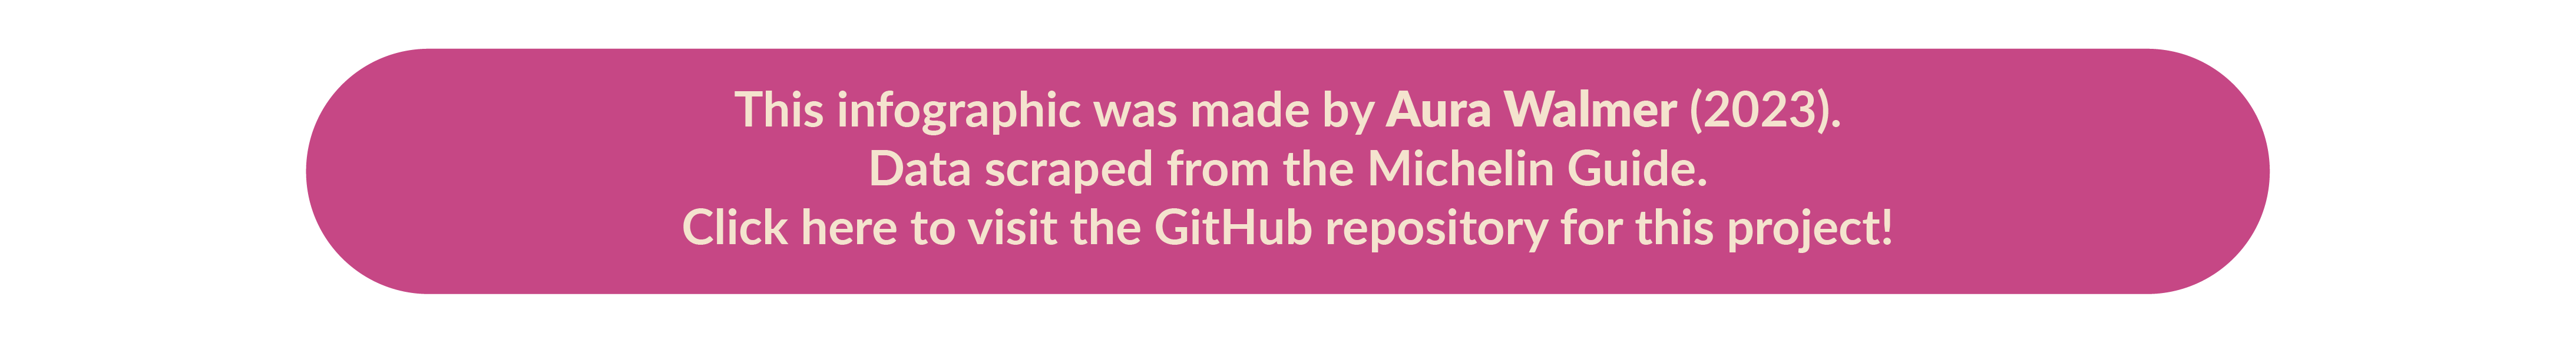 This infographic was made by Aura Walmer (2023).
Data scraped from the Michelin Guide.
Click here to visit the GitHub repository for this project!